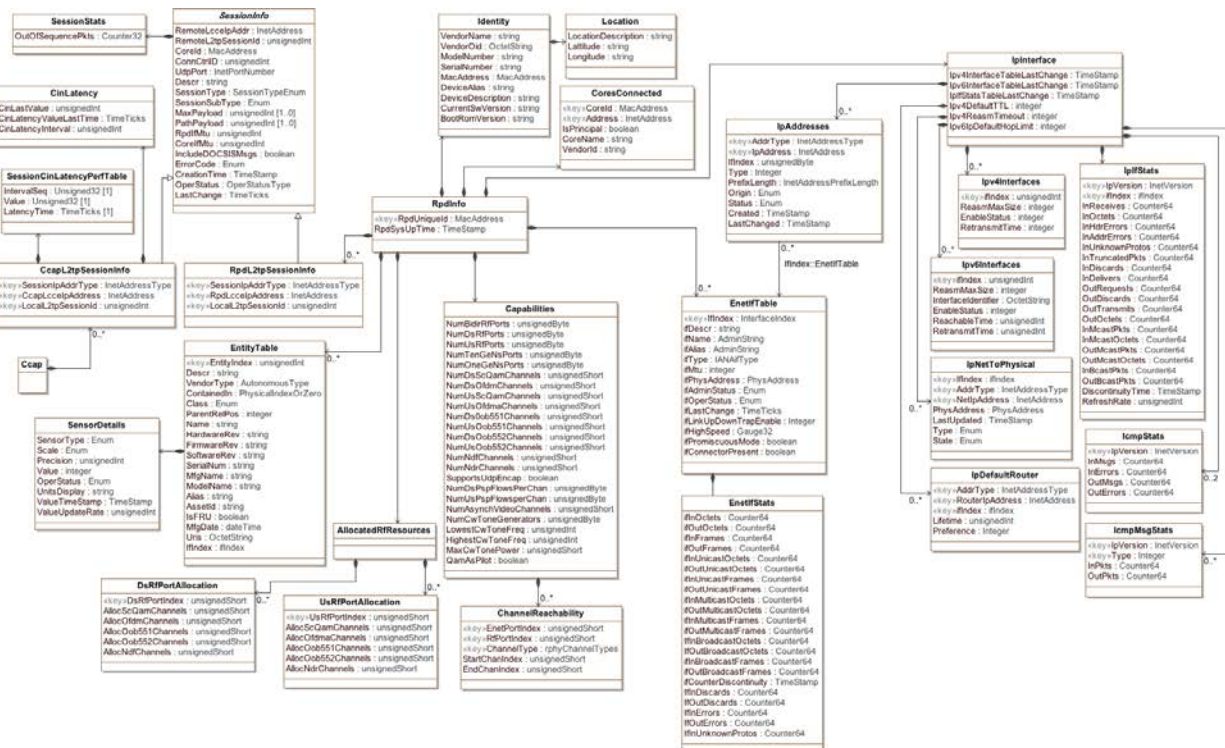 SessionStats
OutOfSequencePkts : Counter32
SessionInfo
RemoteLcceIpAddr : InetAddress
RemoteL2tpSessionId : unsignedInt
CoreId : MacAddress
ConnCtrlID : unsignedInt
UdpPort : InetPortNumber
Descr : string
SessionType : SessionTypeEnum
SessionSubType : Enum
MaxPayload : unsignedInt [1..0]
PathPayload : unsignedInt [1..0]
RpdIfMtu : unsignedInt
CoreIfMtu : unsignedInt
IncludeDOCSISMsgs : boolean
ErrorCode : Enum
CreationTime : TimeStamp
OperStatus : OperStatusType
LastChange : TimeTicks
CinLatency
CinLastValue : unsignedInt
CinLatencyValueLastTime : TimeTicks
CinLatencyInterval : unsignedInt
SessionCinLatencyPerfTable
IntervalSeq : Unsigned32 [1]
Value : Unsigned32 [1]
LatencyTime : TimeTicks [1]
CcapL2tpSessionInfo
«key»SessionIpAddrType : InetAddressType
«key»CcapLcceIpAddress : InetAddress
«key»LocalL2tpSessionId : unsignedInt
0..*
Ccap
RpdL2tpSessionInfo
«key»SessionIpAddrType : InetAddressType
«key»RpdLcceIpAddress : InetAddress
«key»LocalL2tpSessionId : unsignedInt
0..*
Identity
VendorName : string
VendorOid : OctetString
ModelNumber : string
SerialNumber : string
MacAddress : MacAddress
DeviceAlias : string
DeviceDescription : string
CurrentSwVersion : string
BootRomVersion : string
Location
LocationDescription : string
Lattitude : string
Longitude : string
CoresConnected
«key»CoreId : MacAddress
«key»Address : InetAddress
IsPrincipal : boolean
CoreName : string
VendorId : string
RpdInfo
«key»RpdUniqueId : MacAddress
RpdSysUpTime : TimeStamp
EntityTable
0..*
«key»EntityIndex : unsignedInt
Descr : string
VendorType : AutonomousType
ContainedIn : PhysicalIndexOrZero
Class : Enum
ParentRelPos : integer
Name : string
HardwareRev : string
FirmwareRev : string
SoftwareRev : string
SerialNum : string
MfgName : string
ModelName : string
Alias : string
AssetId : string
IsFRU : boolean
MfgDate : dateTime
Uris : OctetString
IfIndex : ifIndex
SensorDetails
SensorType : Enum
Scale : Enum
Precision : unsignedInt
Value : integer
OperStatus : Enum
UnitsDisplay : string
ValueTimeStamp : TimeStamp
ValueUpdateRate : unsignedInt
AllocatedRfResources
DsRfPortAllocation
0..*
«key»DsRfPortIndex : unsignedShort
AllocScQamChannels : unsignedShort
AllocOfdmChannels : unsignedShort
AllocOob551Channels : unsignedShort
AllocOob552Channels : unsignedShort
AllocNdfChannels : unsignedShort
0..*
UsRfPortAllocation
«key»UsRfPortIndex : unsignedShort
AllocScQamChannels : unsignedShort
AllocOfdmaChannels : unsignedShort
AllocOob551Channels : unsignedShort
AllocOob552Channels : unsignedShort
AllocNdrChannels : unsignedShort
Capabilities
NumBidirRfPorts : unsignedByte
NumDsRfPorts : unsignedByte
NumUsRfPorts : unsignedByte
NumTenGeNsPorts : unsignedByte
NumOneGeNsPorts : unsignedByte
NumDsScQamChannels : unsignedShort
NumDsOfdmChannels : unsignedShort
NumUsScQamChannels : unsignedShort
NumUsOfdmaChannels : unsignedShort
NumDsOob551Channels : unsignedShort
NumUsOob551Channels : unsignedShort
NumDsOob552Channels : unsignedShort
NumUsOob552Channels : unsignedShort
NumNdfChannels : unsignedShort
NumNdrChannels : unsignedShort
SupportsUdpEncap : boolean
NumDsPspFlowsPerChan : unsignedByte
NumUsPspFlowsperChan : unsignedByte
NumAsynchVideoChannels : unsignedShort
NumCwToneGenerators : unsignedByte
LowestCwToneFreq : unsignedInt
HighestCwToneFreq : unsignedInt
MaxCwTonePower : unsignedShort
QamAsPilot : boolean
0..*
ChannelReachability
«key»EnetPortIndex : unsignedShort
«key»RfPortIndex : unsignedShort
«key»ChannelType : rphyChannelTypes
StartChanIndex : unsignedShort
EndChanIndex : unsignedShort
0..*
IpAddresses
«key»AddrType : InetAddressType
«key»IpAddress : InetAddress
IfIndex : unsignedByte
Type : Integer
PrefixLength : InetAddressPrefixLength
Origin : Enum
Status : Enum
Created : TimeStamp
LastChanged : TimeStamp
0..*
IfIndex::EnetIfTable
0..*
EnetIfTable
«key»IfIndex : InterfaceIndex
ifDescr : string
ifName : AdminString
ifAlias : AdminString
ifType : IANAifType
ifMtu : integer
ifPhysAddress : PhysAddress
ifAdminStatus : Enum
ifOperStatus : Enum
ifLastChange : TimeTicks
ifLinkUpDownTrapEnable : Integer
ifHighSpeed : Gauge32
ifPromiscuousMode : boolean
ifConnectorPresent : boolean
EnetIfStats
ifInOctets : Counter64
ifOutOctets : Counter64
ifInFrames : Counter64
ifOutFrames : Counter64
ifInUnicastOctets : Counter64
ifOutUnicastOctets : Counter64
ifInUnicastFrames : Counter64
ifOutUnicastFrames : Counter64
ifInMulticastOctets : Counter64
ifOutMulticastOctets : Counter64
ifInMulticastFrames : Counter64
ifOutMulticastFrames : Counter64
ifInBroadcastOctets : Counter64
ifOutBroadcastOctets : Counter64
ifInBroadcastFrames : Counter64
ifOutBroadcastFrames : Counter64
ifCounterDiscontinuity : TimeStamp
IfInDiscards : Counter64
IfOutDiscards : Counter64
IfInErrors : Counter64
IfOutErrors : Counter64
IfInUnknownProtos : Counter64
IpInterface
Ipv4InterfaceTableLastChange : TimeStamp
Ipv6InterfaceTableLastChange : TimeStamp
IpIfStatsTableLastChange : TimeStamp
Ipv4DefaultTTL : integer
Ipv4ReasmTimeout : integer
Ipv6IpDefaultHopLimit : integer
0..*
Ipv4Interfaces
«key»ifIndex : unsignedInt
ReasmMaxSize : integer
EnableStatus : integer
RetransmitTime : integer
0..*
Ipv6Interfaces
«key»ifIndex : unsignedInt
ReasmMaxSize : integer
InterfaceIdentifier : OctetString
EnableStatus : integer
ReachableTime : unsignedInt
RetransmitTime : unsignedInt
IpNetToPhysical
«key»IfIndex : ifIndex
«key»AddrType : InetAddressType
«key»NetIpAddress : InetAddress
PhysAddress : PhysAddress
LastUpdated : TimeStamp
Type : Enum
State : Enum
0..*
IpDefaultRouter
«key»AddrType : InetAddressType
«key»RouterIpAddress : InetAddress
«key»ifIndex : ifIndex
Lifetime : unsignedInt
Preference : Integer
0..*
IpIfStats
«key»IpVersion : InetVersion
«key»ifIndex : ifIndex
InReceives : Counter64
InOctets : Counter64
InHdrErrors : Counter64
InAddrErrors : Counter64
InUnknownProtos : Counter64
InTruncatedPkts : Counter64
InDiscards : Counter64
InDelivers : Counter64
OutRequests : Counter64
OutDiscards : Counter64
OutTransmits : Counter64
OutOctets : Counter64
InMcastPkts : Counter64
InMcastOctets : Counter64
OutMcastPkts : Counter64
OutMcastOctets : Counter64
InBcastPkts : Counter64
OutBcastPkts : Counter64
DiscontinuityTime : TimeStamp
RefreshRate : unsignedInt
IcmpStats
«key»IpVersion : InetVersion
InMsgs : Counter64
InErrors : Counter64
OutMsgs : Counter64
OutErrors : Counter64
0..2
IcmpMsgStats
«key»IpVersion : InetVersion
«key»Type : Integer
InPkts : Counter64
OutPkts : Counter64
0..*